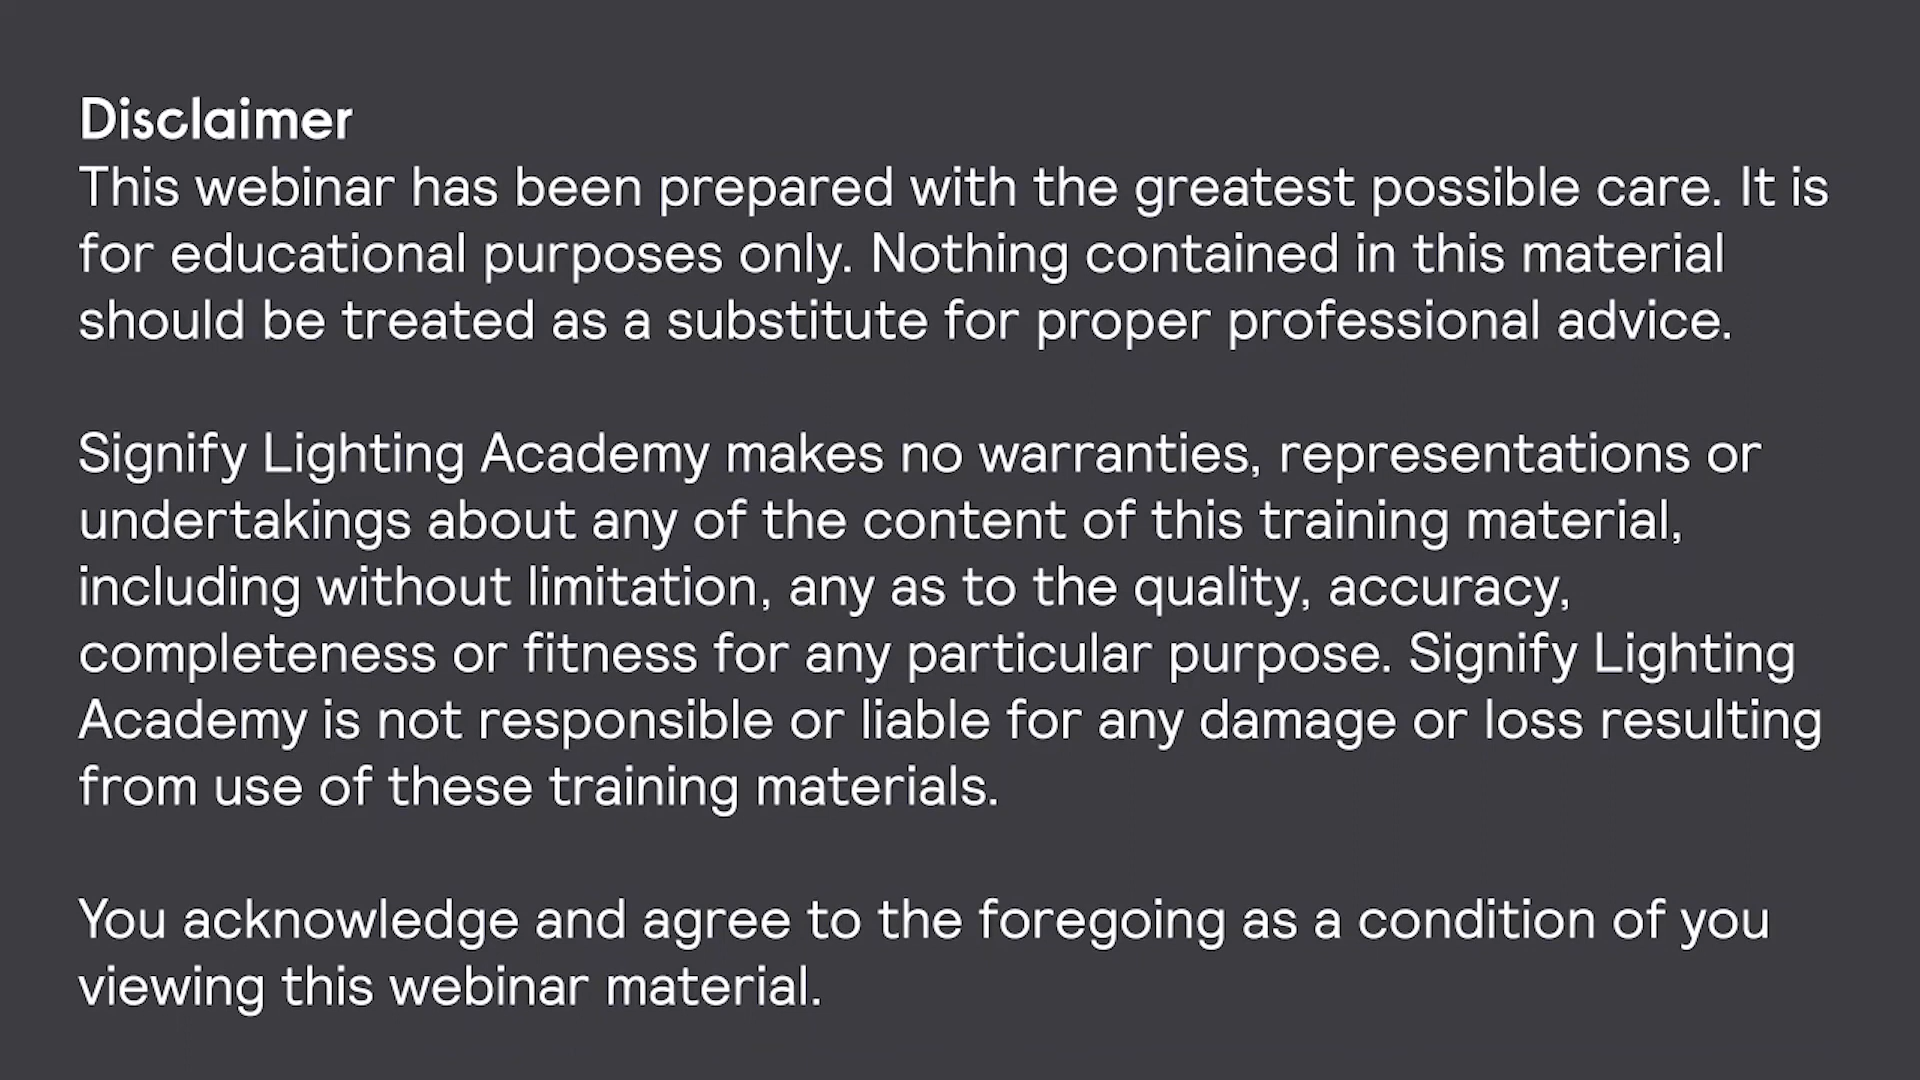 Disclaimer
This webinar has been prepared with the greatest possible care. It is
for educational purposes only. Nothing contained in this material
should be treated as a substitute for proper professional advice.
Signify Lighting Academy makes no warranties, representations or
undertakings about any of the content of this training material,
including without limitation, any as to the quality, accuracy,
completeness or fitness for any particular purpose. Signify Lighting
Academy is not responsible or liable for any damage or loss resulting
from use of these training materials.
You acknowledge and agree to the foregoing as a condition of you
viewing this webinar material.